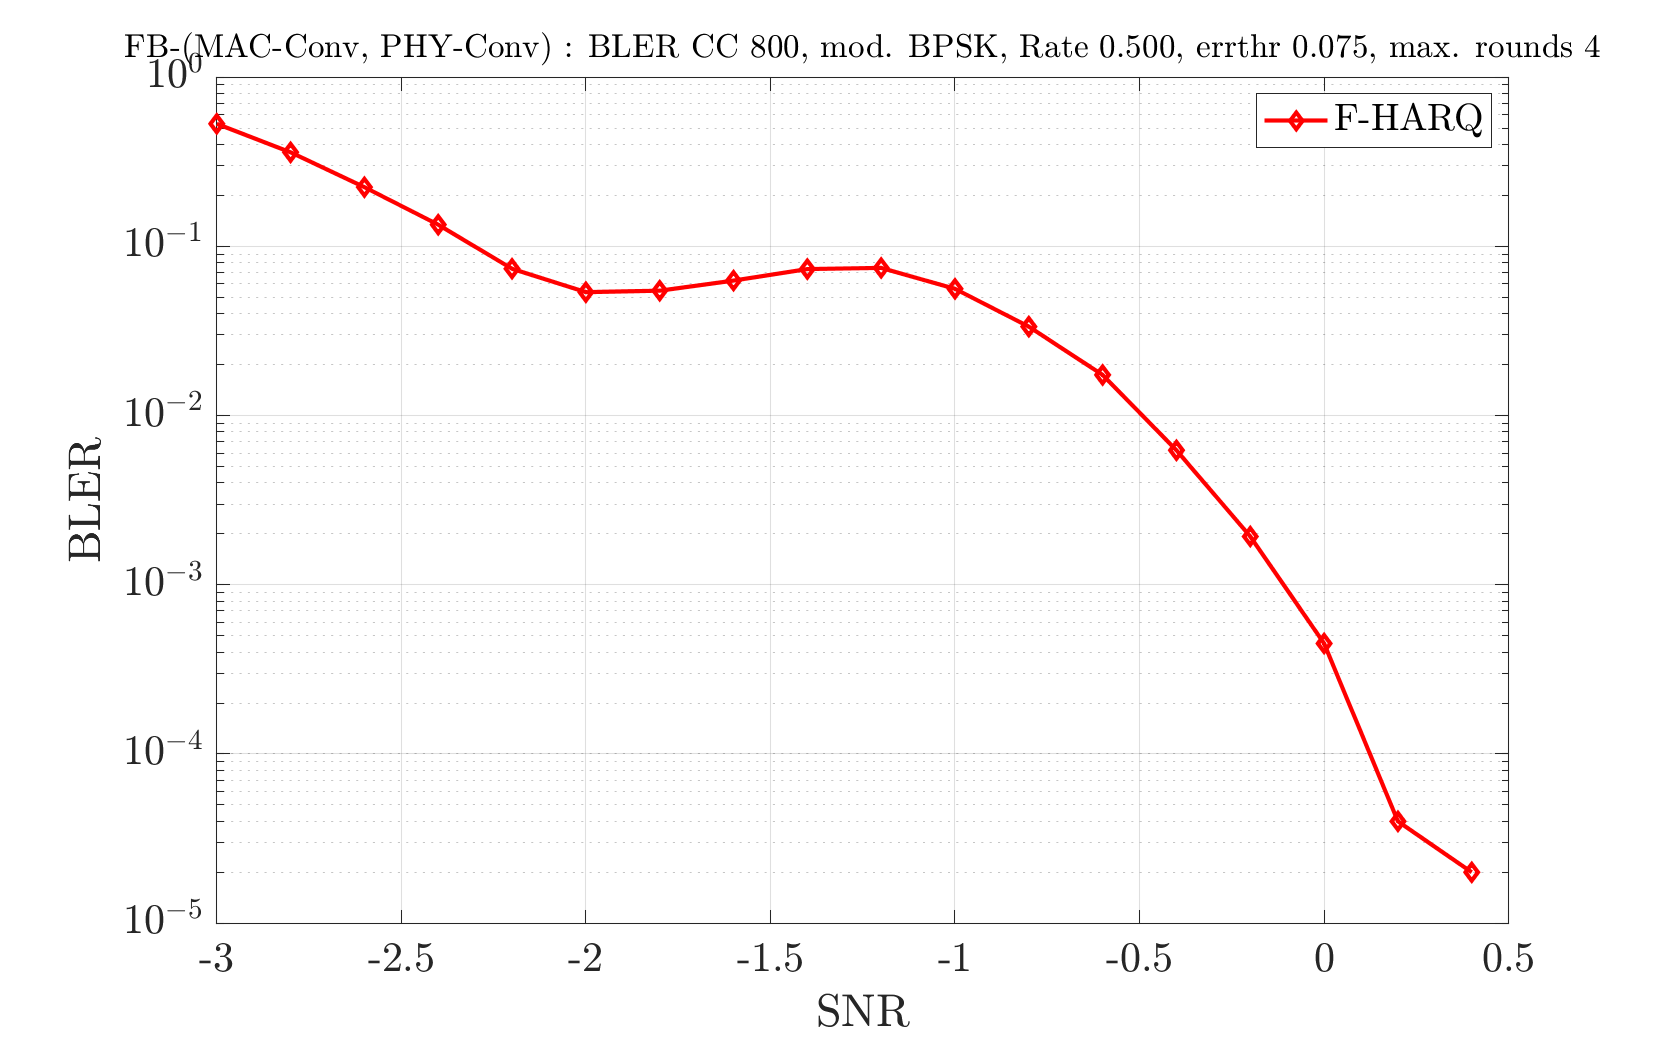 FB-(MAC-Conv, PHY-Conv) : BLER CC 800, mod. BPSK, Rate 0.500, errthr 0.075, max. rounds 4
F-HARQ
10^0
10^{-1}
10^{-2}
10^{-3}
10^{-4}
10^{-5}
BLER
-3 -2.5 -2 -1.5 -1 -0.5 0 0.5
SNR